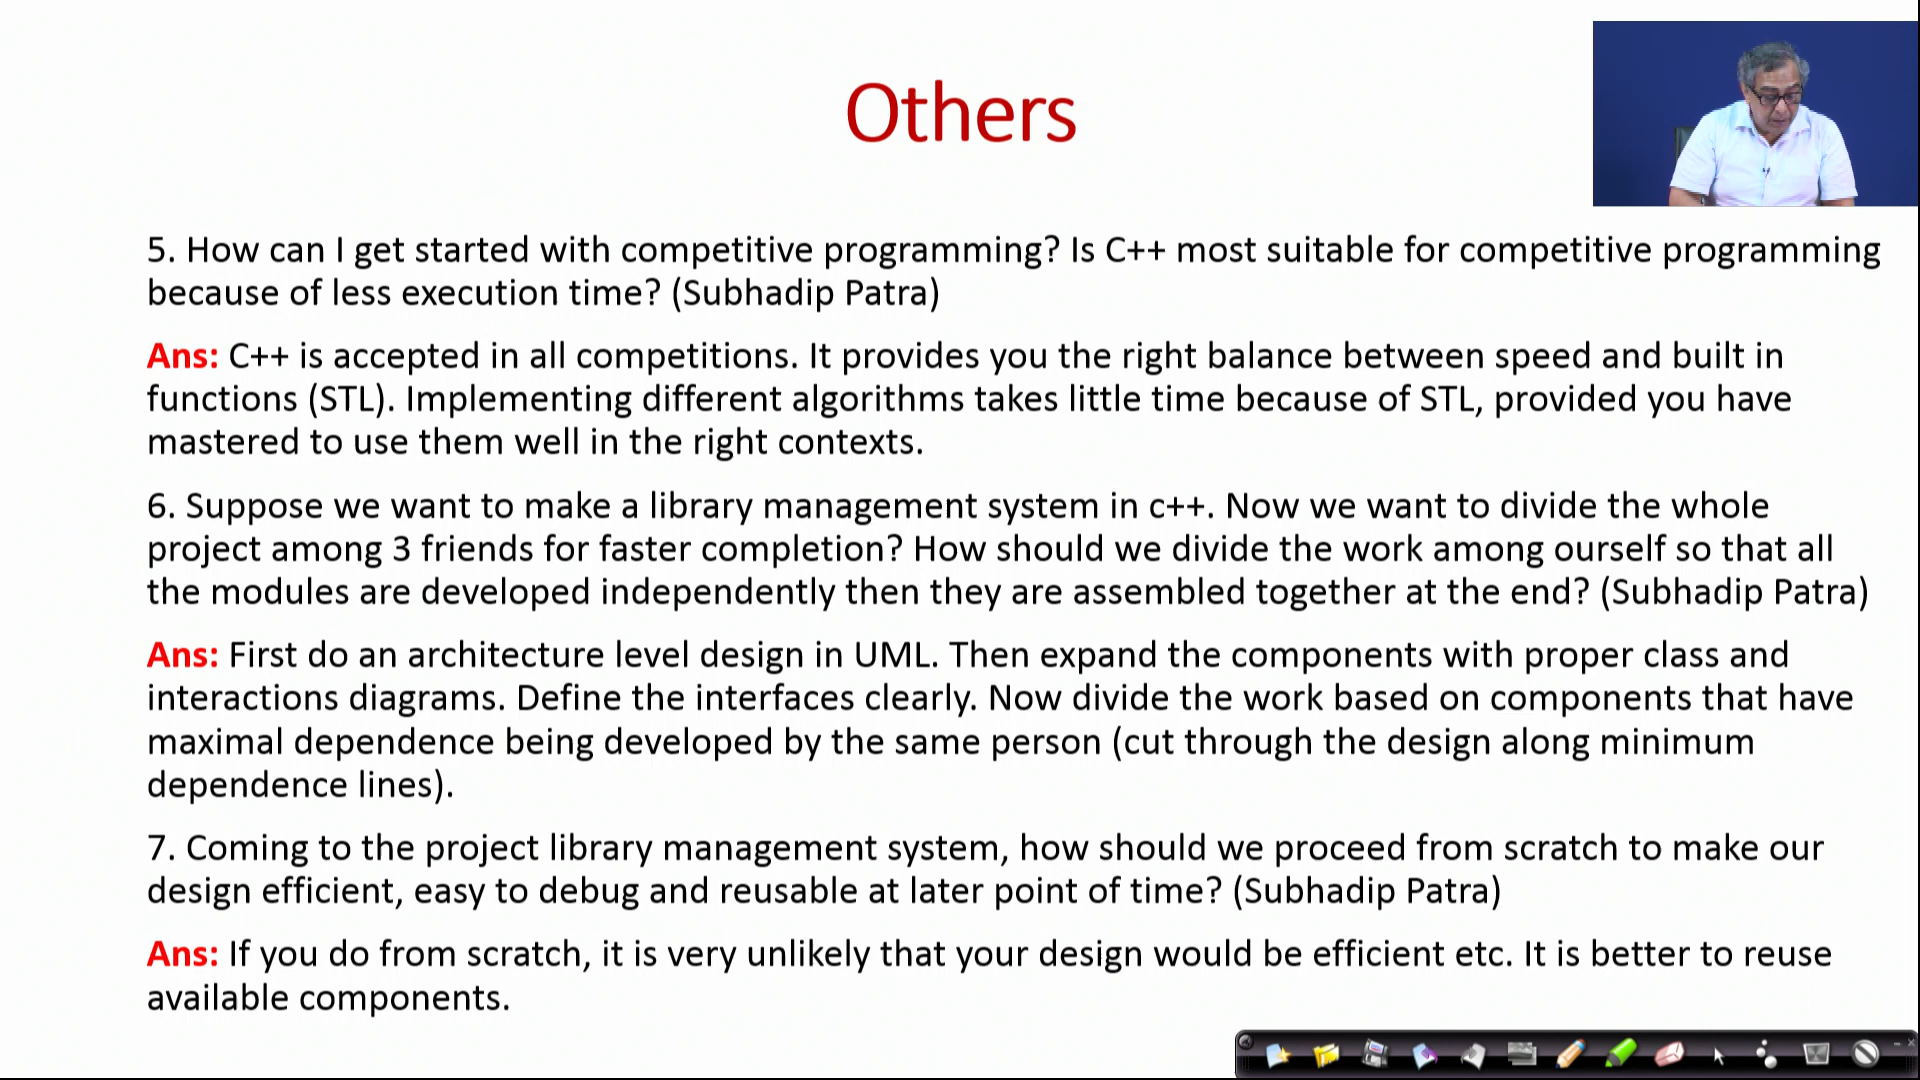 Others
5. How can I get started with competitive programming? Is C++ most suitable for competitive programming
because of less execution time? (Subhadip Patra)
Ans: C++ is accepted in all competitions. It provides you the right balance between speed and built in
functions (STL). Implementing different algorithms takes little time because of STL, provided you have
mastered to use them well in the right contexts.
6. Suppose we want to make a library management system in c++. Now we want to divide the whole
project among 3 friends for faster completion? How should we divide the work among ourself so that all
the modules are developed independently then they are assembled together at the end? (Subhadip Patra)
Ans: First do an architecture level design in UML. Then expand the components with proper class and
interactions diagrams. Define the interfaces clearly. Now divide the work based on components that have
maximal dependence being developed by the same person (cut through the design along minimum
dependence lines).
7. Coming to the project library management system, how should we proceed from scratch to make our
design efficient, easy to debug and reusable at later point of time? (Subhadip Patra)
Ans: If you do from scratch, it is very unlikely that your design would be efficient etc. It is better to reuse
available components.